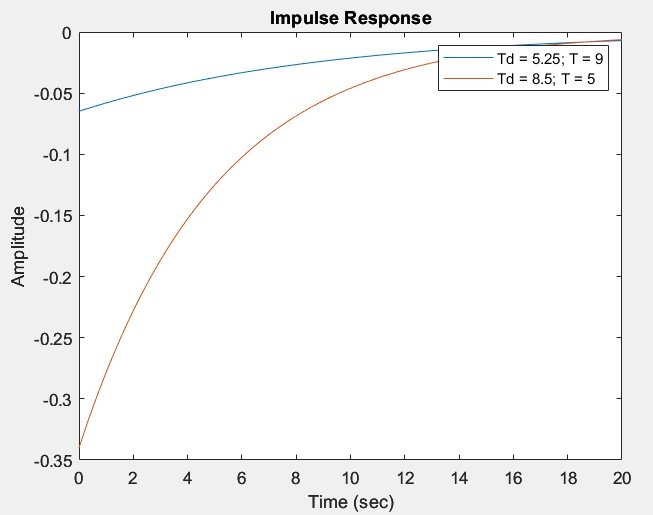 Impulse Response
Td = 5.25; T = 9
Td = 8.5; T = 5
0
-0.05
-0.1
-0.15
-0.2
-0.25
-0.3
-0.35
Amplitude
0 2 4 6 8 10 12 14 16 18 20
Time (sec)